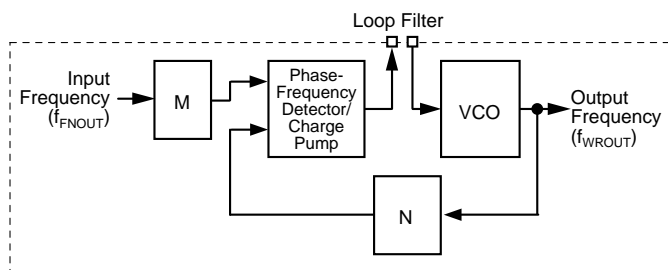 Loop Filter
Input
Frequency
(fFNOUT)
M
Phase-
Frequency
Detector/
Charge
Pump
VCO
Output
Frequency
(fWROUT)
N